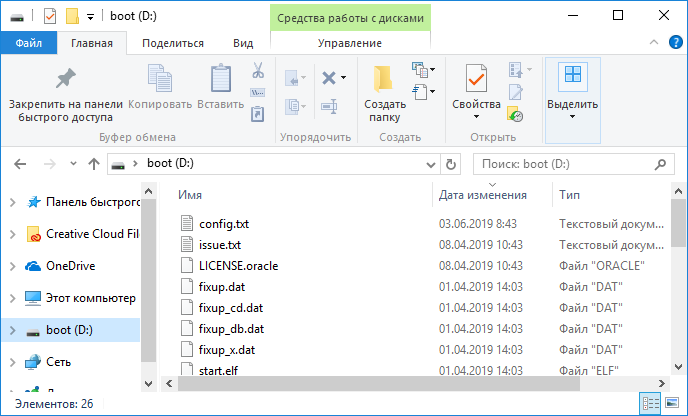 boot (D:)
Средства работы с дисками
Файл
Главная
Поделиться
Вид
Управление
Закрепить на панели
быстрого доступа
Копировать
Вставить
Создать
папку
Свойства
Выделить
Буфер обмена
Упорядочить
Создать
Открыть
boot (D:)
Поиск: boot (D:)
Имя
Дата изменения
Тип
Панель быстрого
Creative Cloud File
OneDrive
Этот компьютер
boot (D:)
Сеть
config.txt 03.06.2019 8:43 Текстовый докум...
issue.txt 08.04.2019 10:43 Текстовый докум...
LICENSE.oracle 08.04.2019 10:43 Файл "ORACLE"
fixup.dat 01.04.2019 14:03 Файл "DAT"
fixup_cd.dat 01.04.2019 14:03 Файл "DAT"
fixup_db.dat 01.04.2019 14:03 Файл "DAT"
fixup_x.dat 01.04.2019 14:03 Файл "DAT"
start.elf 01.04.2019 14:03 Файл "ELF"
Элементов: 26